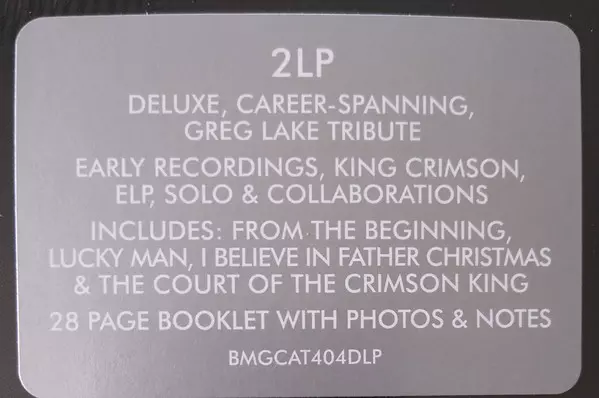 2LP
DELUXE, CAREER-SPANNING,
GREG LAKE TRIBUTE
EARLY RECORDINGS, KING CRIMSON,
ELP, SOLO & COLLABORATIONS
INCLUDES: FROM THE BEGINNING,
LUCKY MAN, I BELIEVE IN FATHER CHRISTMAS
& THE COURT OF THE CRIMSON KING
28 PAGE BOOKLET WITH PHOTOS & NOTES
BMGCAT404DLP